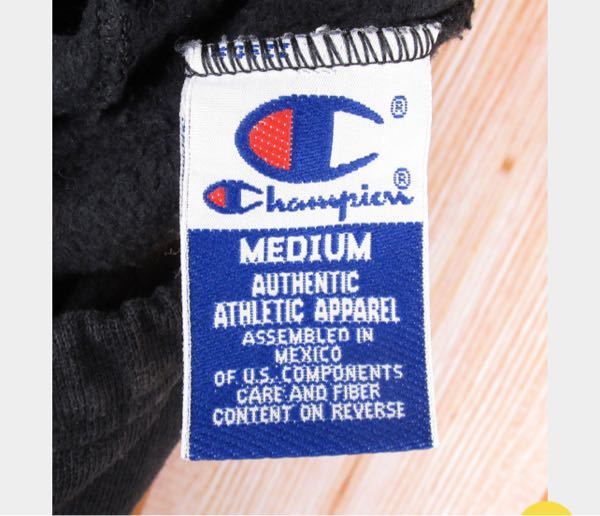 ®
Champion®
MEDIUM
AUTHENTIC
ATHLETIC APPAREL
ASSEMBLED IN
MEXICO
OF U.S. COMPONENTS
CARE AND FIBER
CONTENT ON REVERSE